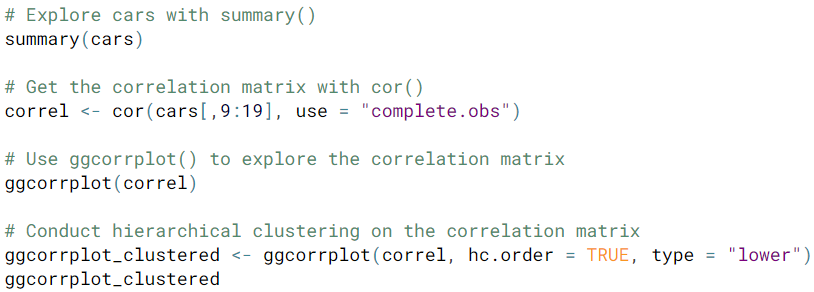 # Explore cars with summary()
summary(cars)
# Get the correlation matrix with cor()
correl <- cor(cars[,9:19], use = "complete.obs")
# Use ggcorrplot() to explore the correlation matrix
ggcorrplot(correl)
# Conduct hierarchical clustering on the correlation matrix
ggcorrplot_clustered <- ggcorrplot(correl, hc.order = TRUE, type = "lower")
ggcorrplot_clustered